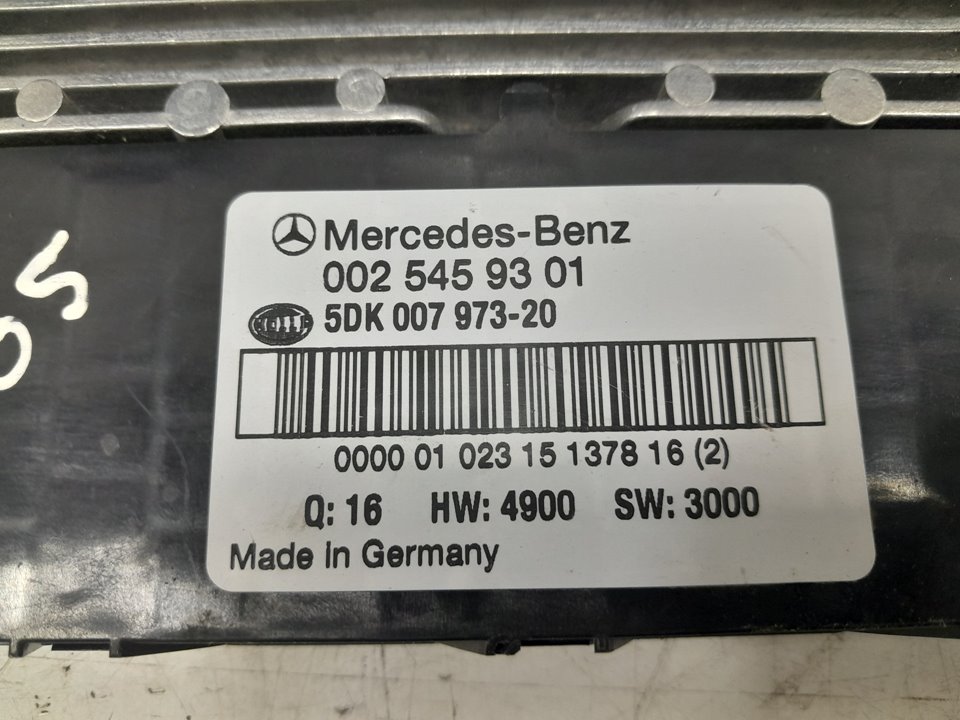 Mercedes-Benz
002 545 93 01
HELLA 5DK 007 973-20
0000 01 023 15 1378 16 (2)
Q: 16 HW: 4900 SW: 3000
Made in Germany